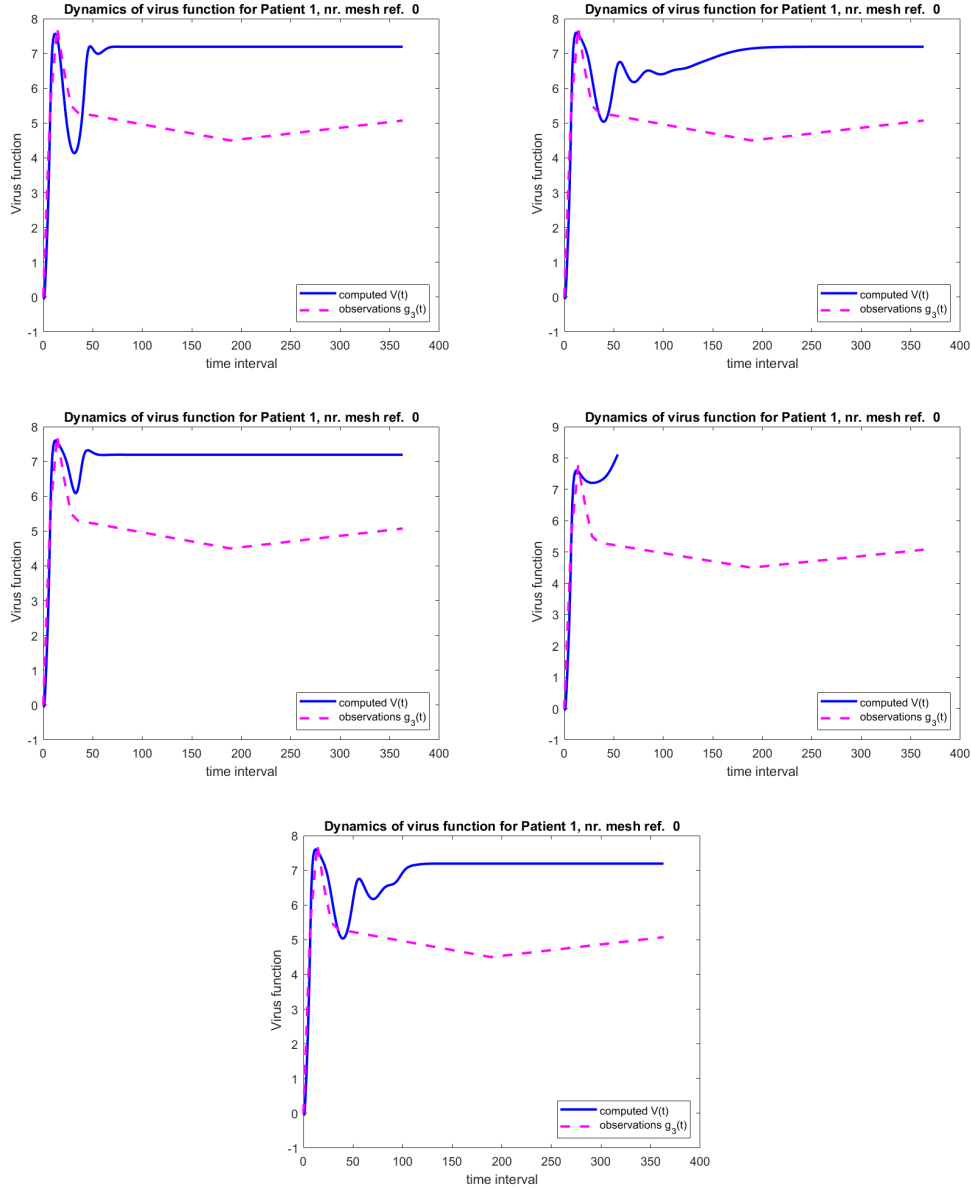 Dynamics of virus function for Patient 1, nr. mesh ref.  0
8
7
6
5
4
3
2
1
0
-1
Virus function
0 50 100 150 200 250 300 350 400
time interval
computed V(t)
observations g_3(t)
Dynamics of virus function for Patient 1, nr. mesh ref.  0
8
7
6
5
4
3
2
1
0
-1
Virus function
0 50 100 150 200 250 300 350 400
time interval
computed V(t)
observations g_3(t)
Dynamics of virus function for Patient 1, nr. mesh ref.  0
8
7
6
5
4
3
2
1
0
-1
Virus function
0 50 100 150 200 250 300 350 400
time interval
computed V(t)
observations g_3(t)
Dynamics of virus function for Patient 1, nr. mesh ref.  0
9
8
7
6
5
4
3
2
1
0
-1
Virus function
0 50 100 150 200 250 300 350 400
time interval
computed V(t)
observations g_3(t)
Dynamics of virus function for Patient 1, nr. mesh ref.  0
8
7
6
5
4
3
2
1
0
-1
Virus function
0 50 100 150 200 250 300 350 400
time interval
computed V(t)
observations g_3(t)